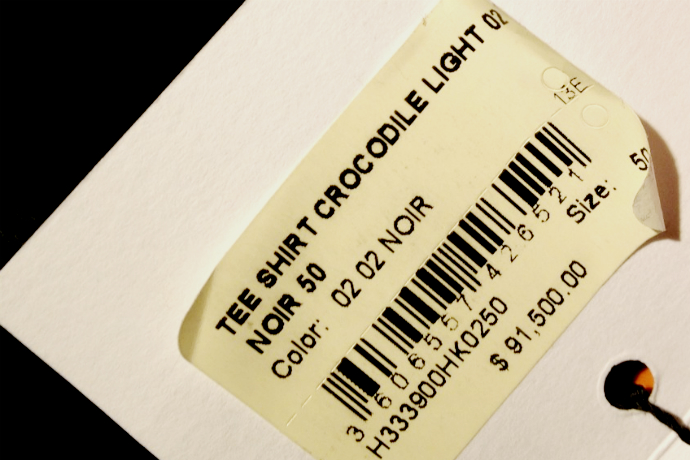 TEE SHIRT CROCODILE LIGHT 02
NOIR 50
Color: 02 02 NOIR
13E
Size: 50
3 606557 426521
H333900HK0250
$ 91,500.00